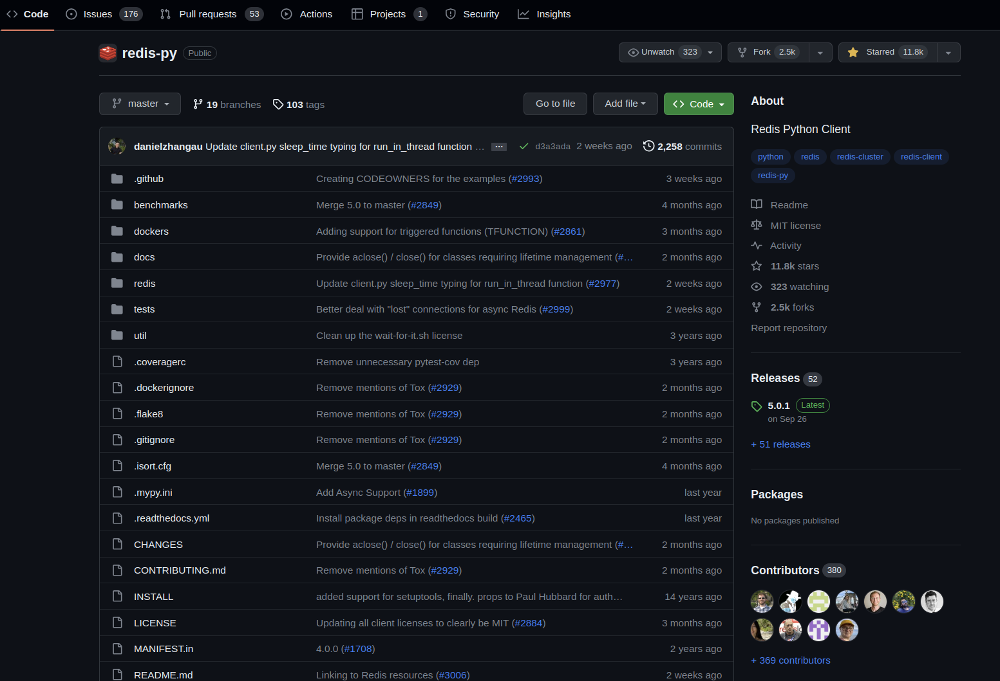 Code Issues 176 Pull requests 53 Actions Projects 1 Security Insights
redis-py Public Unwatch 323 Fork 2.5k Starred 11.8k
master 19 branches 103 tags Go to file Add file Code
danielzhangau Update client.py sleep_time typing for run_in_thread function … ... d3a3ada 2 weeks ago 2,258 commits
.github Creating CODEOWNERS for the examples (#2993) 3 weeks ago
benchmarks Merge 5.0 to master (#2849) 4 months ago
dockers Adding support for triggered functions (TFUNCTION) (#2861) 3 months ago
docs Provide aclose() / close() for classes requiring lifetime management (#… 2 months ago
redis Update client.py sleep_time typing for run_in_thread function (#2977) 2 weeks ago
tests Better deal with "lost" connections for async Redis (#2999) 2 weeks ago
util Clean up the wait-for-it.sh license 3 years ago
.coveragerc Remove unnecessary pytest-cov dep 3 years ago
.dockerignore Remove mentions of Tox (#2929) 2 months ago
.flake8 Remove mentions of Tox (#2929) 2 months ago
.gitignore Remove mentions of Tox (#2929) 2 months ago
.isort.cfg Merge 5.0 to master (#2849) 4 months ago
.mypy.ini Add Async Support (#1899) last year
.readthedocs.yml Install package deps in readthedocs build (#2465) last year
CHANGES Provide aclose() / close() for classes requiring lifetime management (#… 2 months ago
CONTRIBUTING.md Remove mentions of Tox (#2929) 2 months ago
INSTALL added support for setuptools, finally. props to Paul Hubbard for auth… 14 years ago
LICENSE Updating all client licenses to clearly be MIT (#2884) 3 months ago
MANIFEST.in 4.0.0 (#1708) 2 years ago
README.md Linking to Redis resources (#3006) 2 weeks ago
About
Redis Python Client
python redis redis-cluster redis-client
redis-py
Readme
MIT license
Activity
11.8k stars
323 watching
2.5k forks
Report repository
Releases 52
5.0.1 Latest
on Sep 26
+ 51 releases
Packages
No packages published
Contributors 380
+ 369 contributors